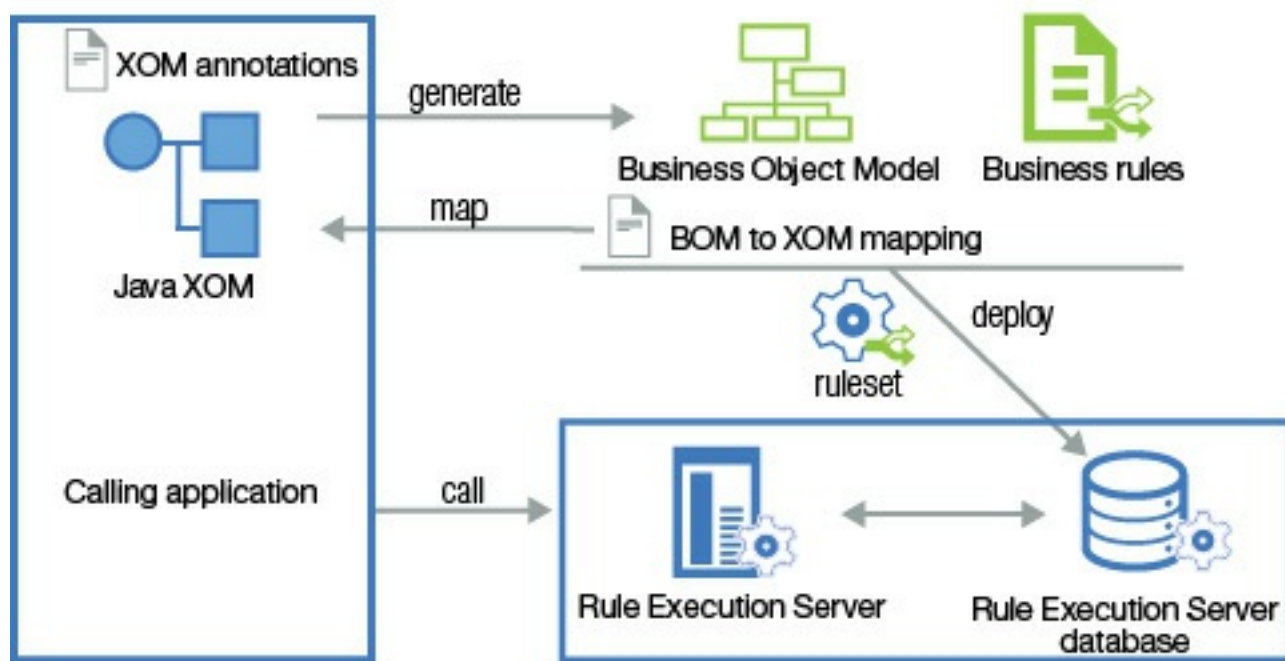 XOM annotations
generate
Business Object Model
Business rules
map
BOM to XOM mapping
Java XOM
deploy
ruleset
Calling application
call
Rule Execution Server
Rule Execution Server
database